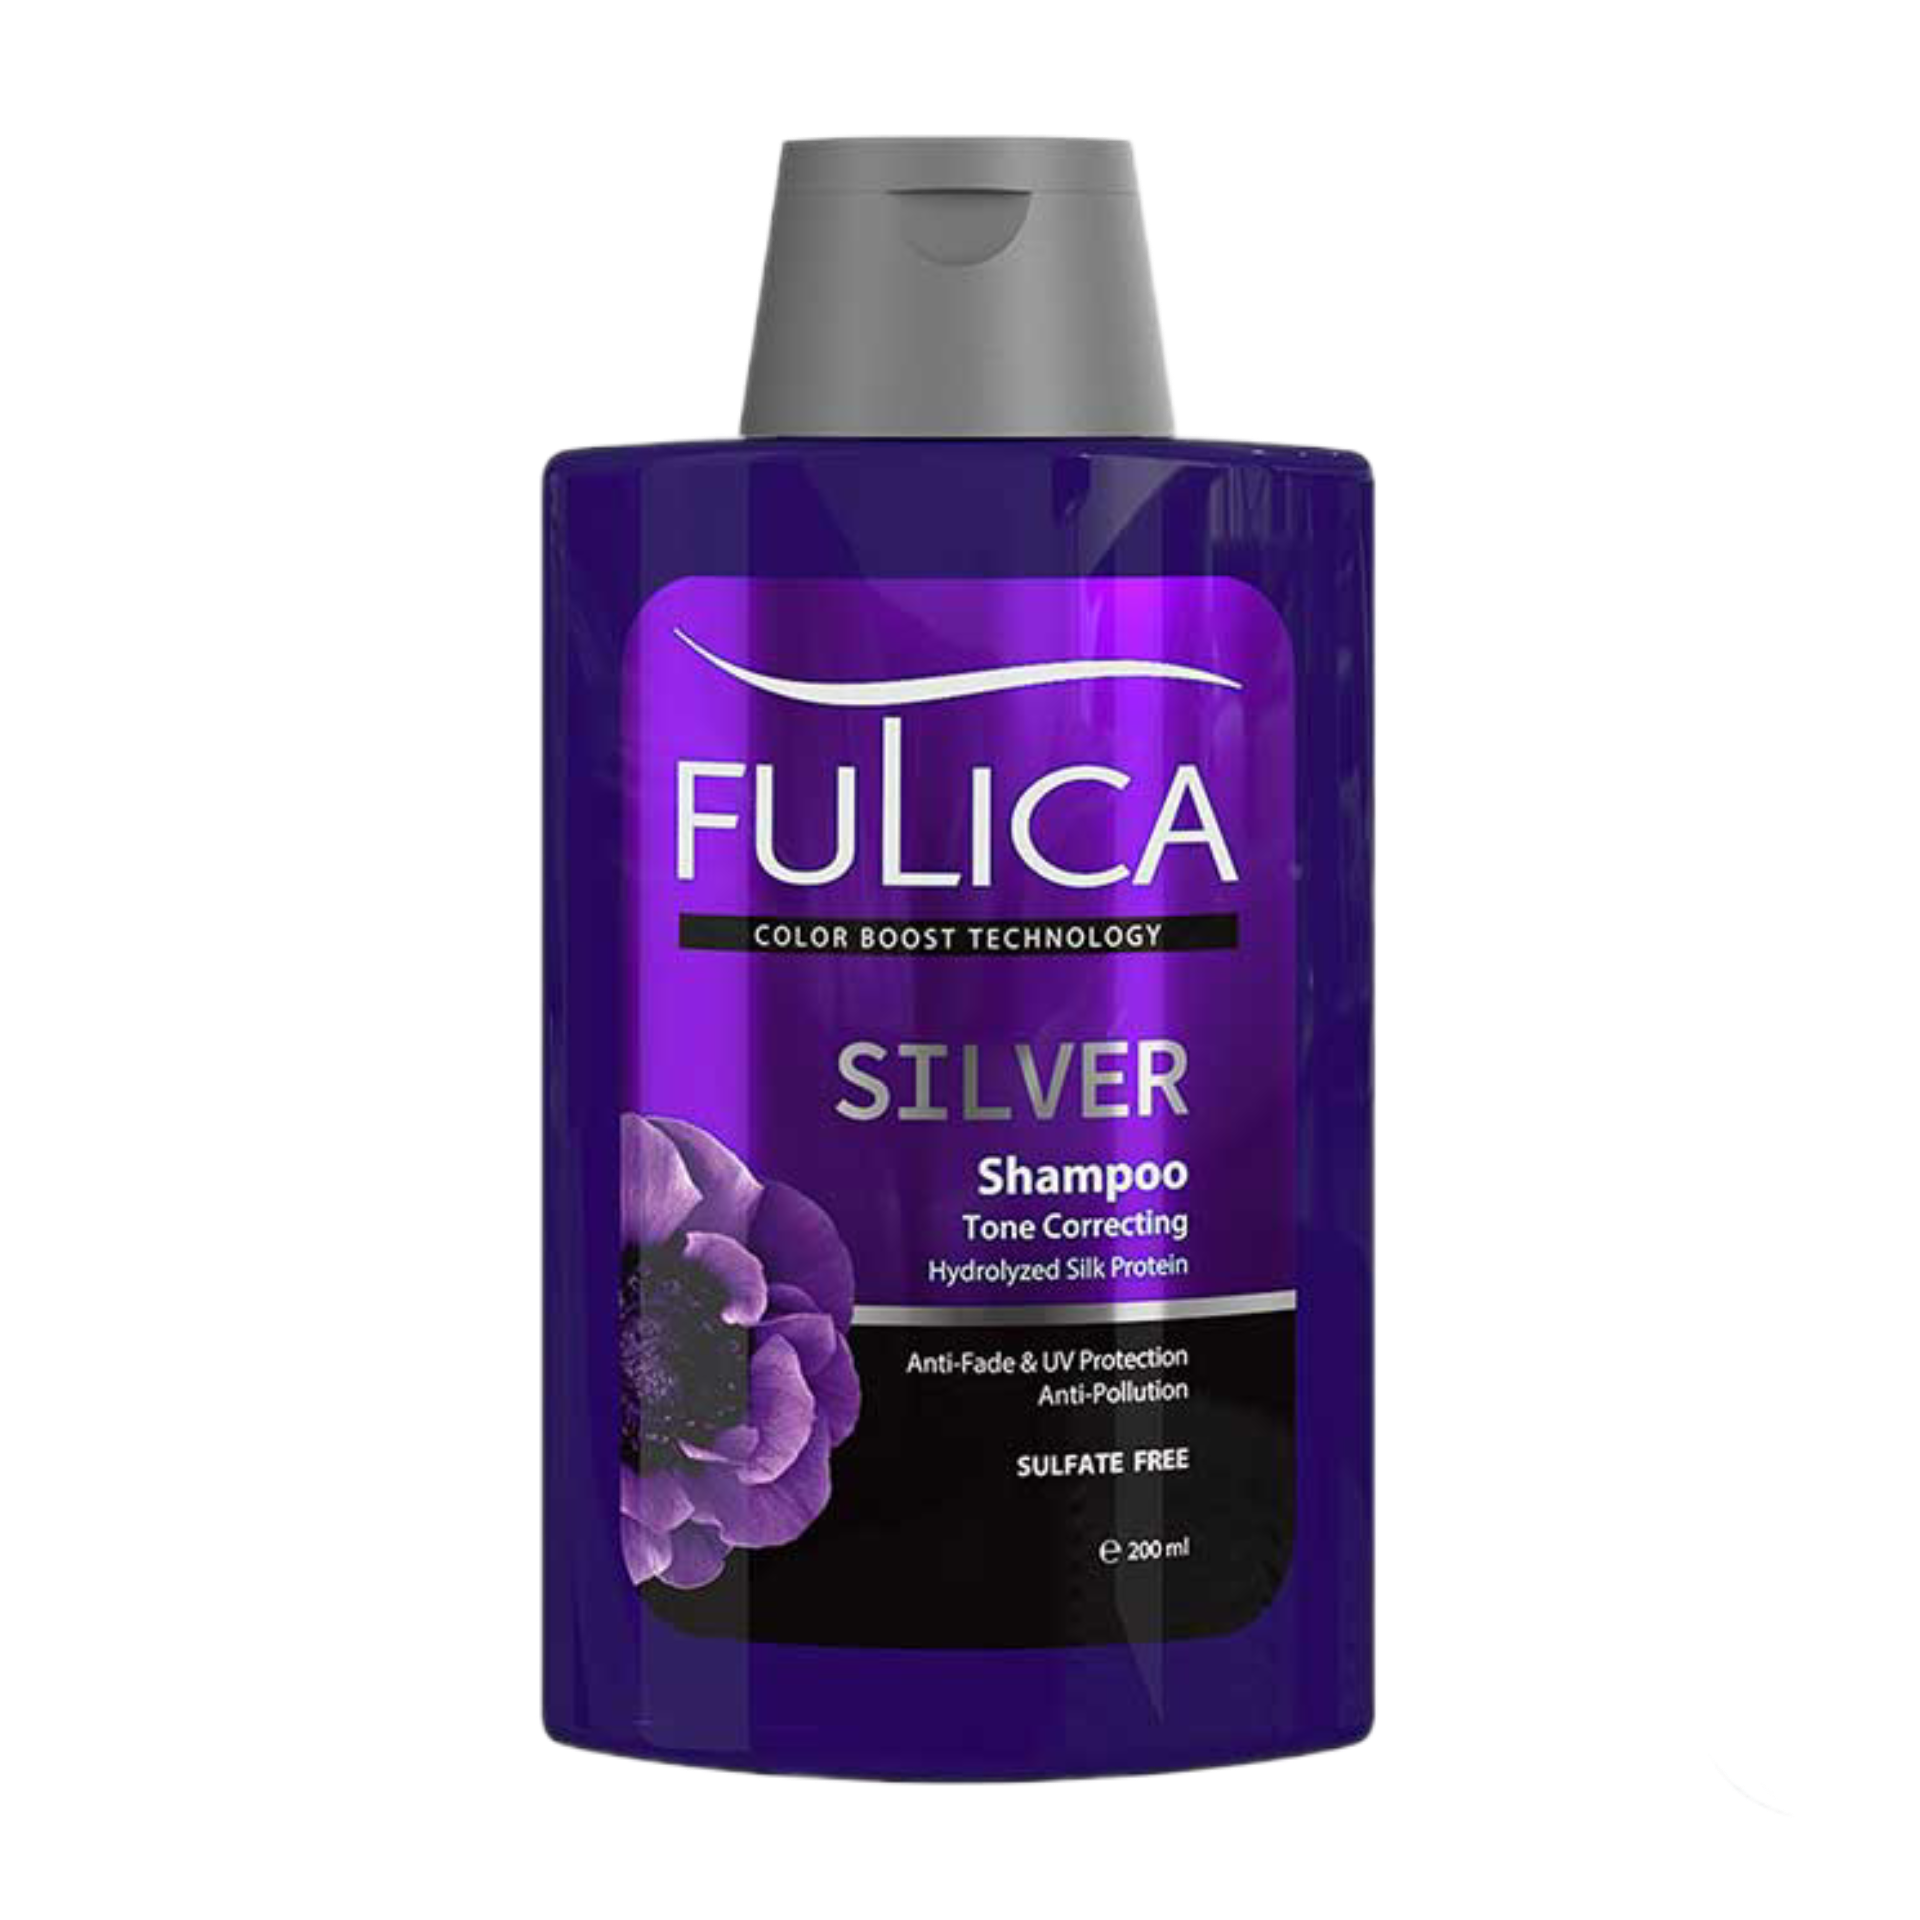 FULICA
COLOR BOOST TECHNOLOGY
SILVER
Shampoo
Tone Correcting
Hydrolyzed Silk Protein
Anti-Fade & UV Protection
Anti-Pollution
SULFATE FREE
℮ 200 ml